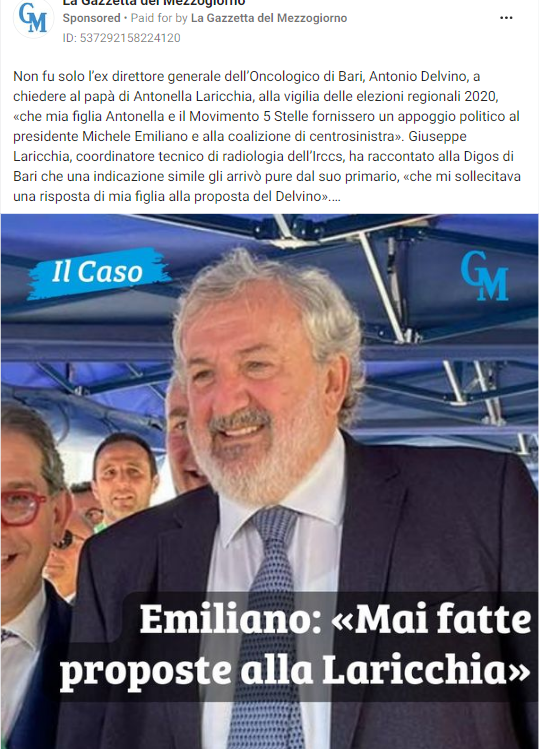 La Gazzetta del Mezzogiorno
Sponsored • Paid for by La Gazzetta del Mezzogiorno
ID: 537292158224120
Non fu solo l'ex direttore generale dell'Oncologico di Bari, Antonio Delvino, a
chiedere al papà di Antonella Laricchia, alla vigilia delle elezioni regionali 2020,
«che mia figlia Antonella e il Movimento 5 Stelle fornissero un appoggio politico al
presidente Michele Emiliano e alla coalizione di centrosinistra». Giuseppe
Laricchia, coordinatore tecnico di radiologia dell'Irccs, ha raccontato alla Digos di
Bari che una indicazione simile gli arrivò pure dal suo primario, «che mi sollecitava
una risposta di mia figlia alla proposta del Delvino»....
Il Caso
GM
Emiliano: «Mai fatte
proposte alla Laricchia»